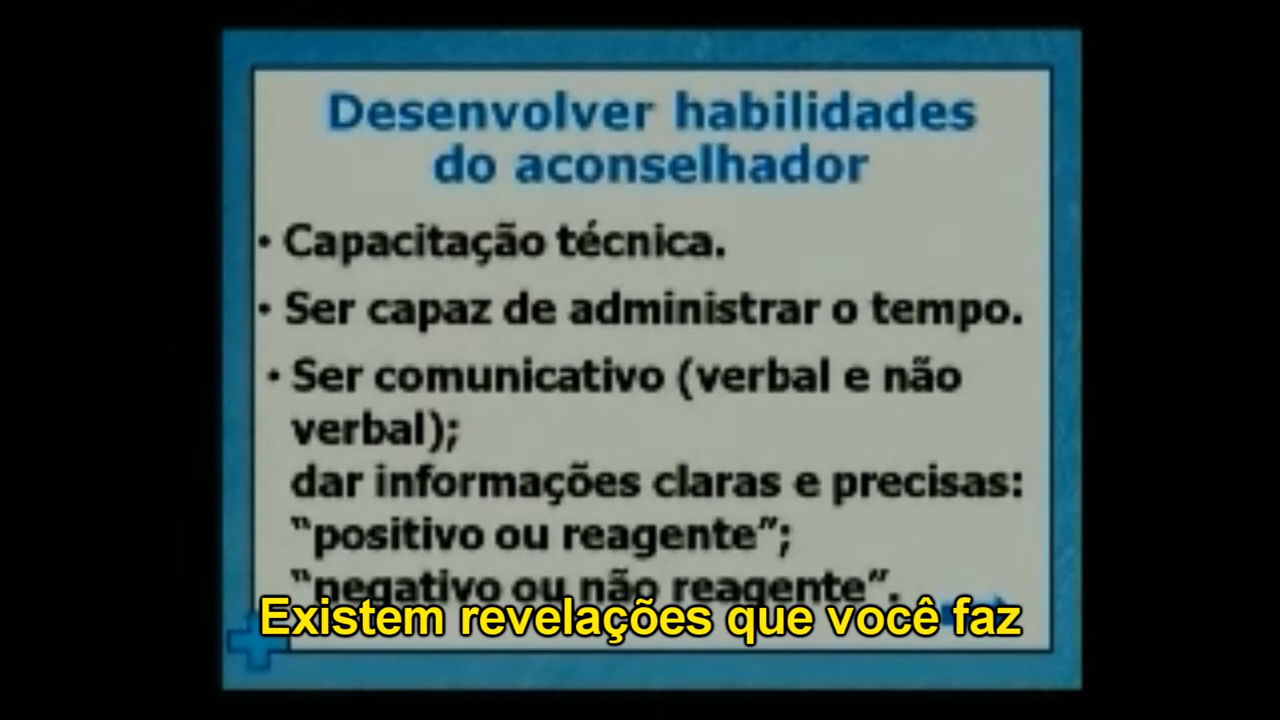 Desenvolver habilidades
do aconselhador
• Capacitação técnica.
• Ser capaz de administrar o tempo.
• Ser comunicativo (verbal e não
verbal);
dar informações claras e precisas:
“positivo ou reagente”;
“negativo ou não reagente”.
Existem revelações que você faz